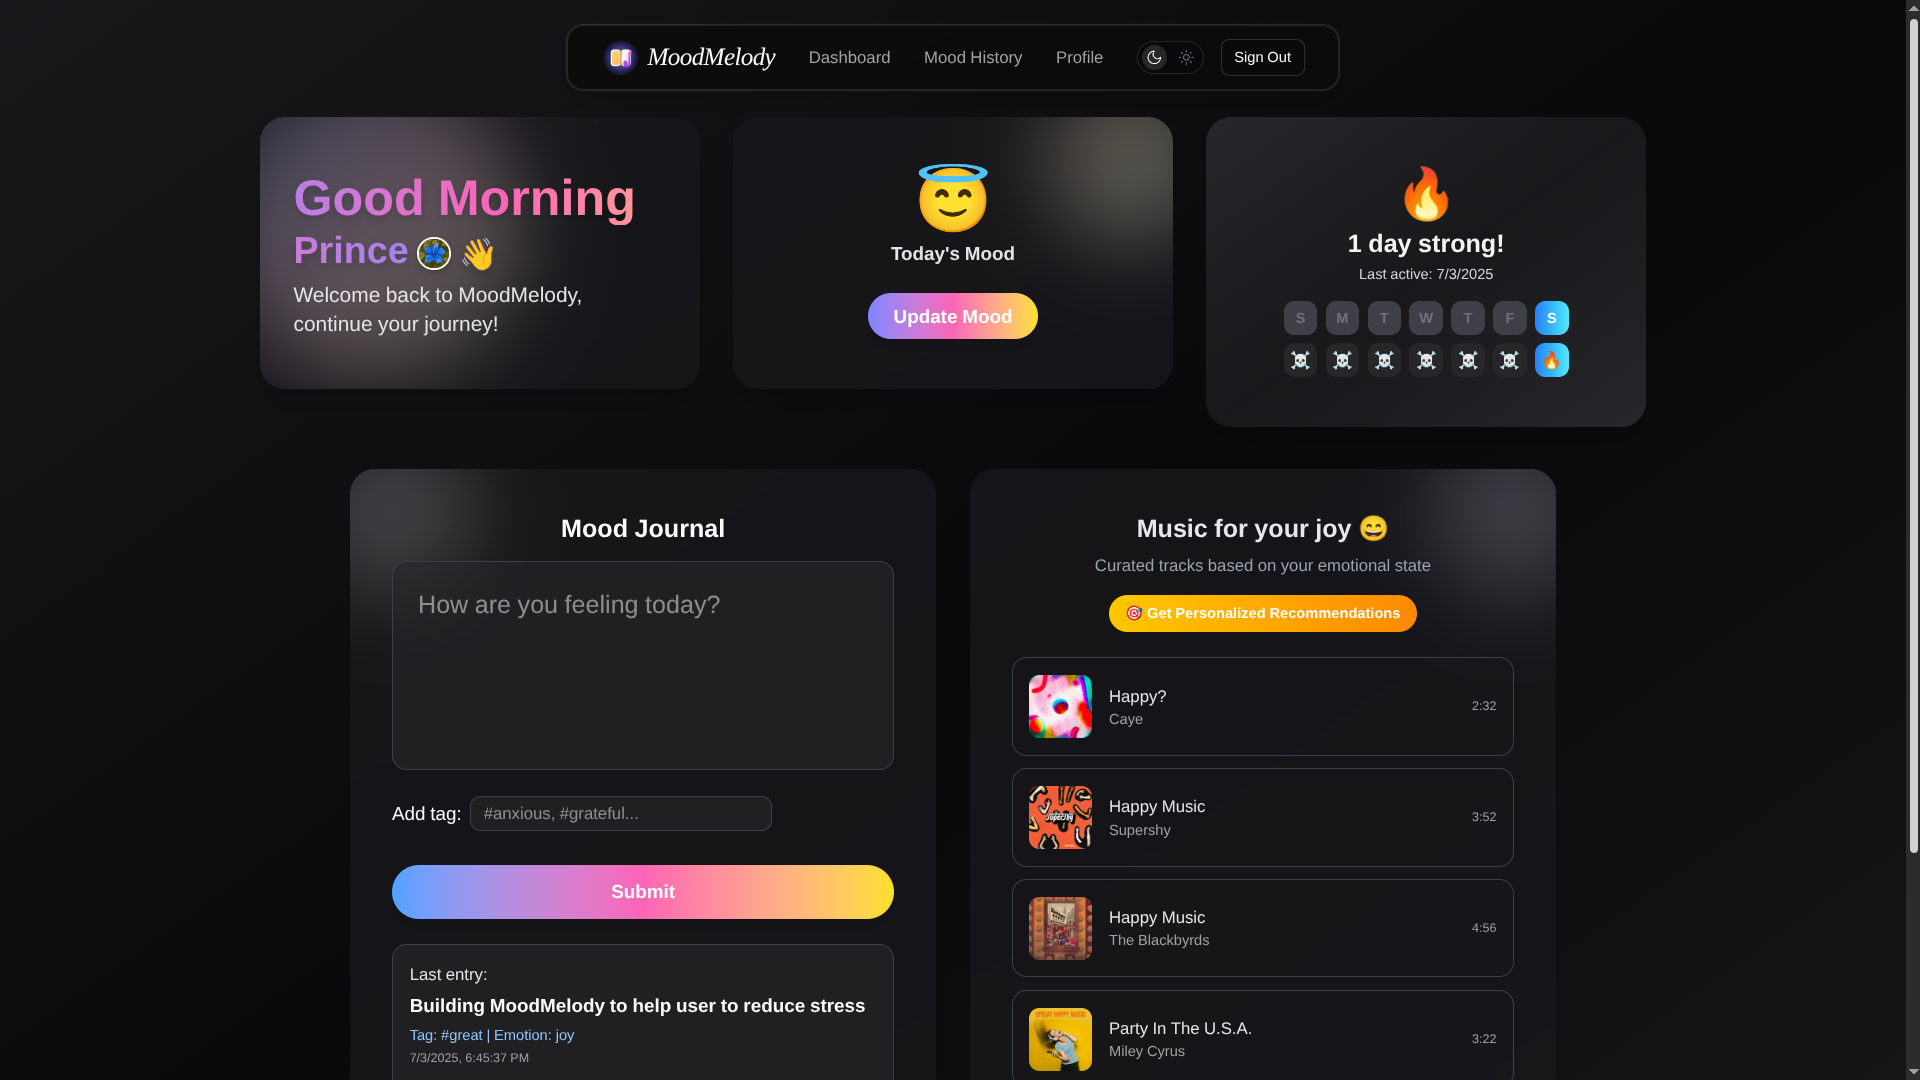 MoodMelody
Dashboard
Mood History
Profile
Sign Out
Good Morning
Prince
Welcome back to MoodMelody,
continue your journey!
Today's Mood
Update Mood
1 day strong!
Last active: 7/3/2025
S M T W T F S
Mood Journal
How are you feeling today?
Add tag: #anxious, #grateful...
Submit
Last entry:
Building MoodMelody to help user to reduce stress
Tag: #great | Emotion: joy
7/3/2025, 6:45:37 PM
Music for your joy 😄
Curated tracks based on your emotional state
🎯 Get Personalized Recommendations
Happy?
Caye
2:32
Happy Music
Supershy
3:52
Happy Music
The Blackbyrds
4:56
Party In The U.S.A.
Miley Cyrus
3:22